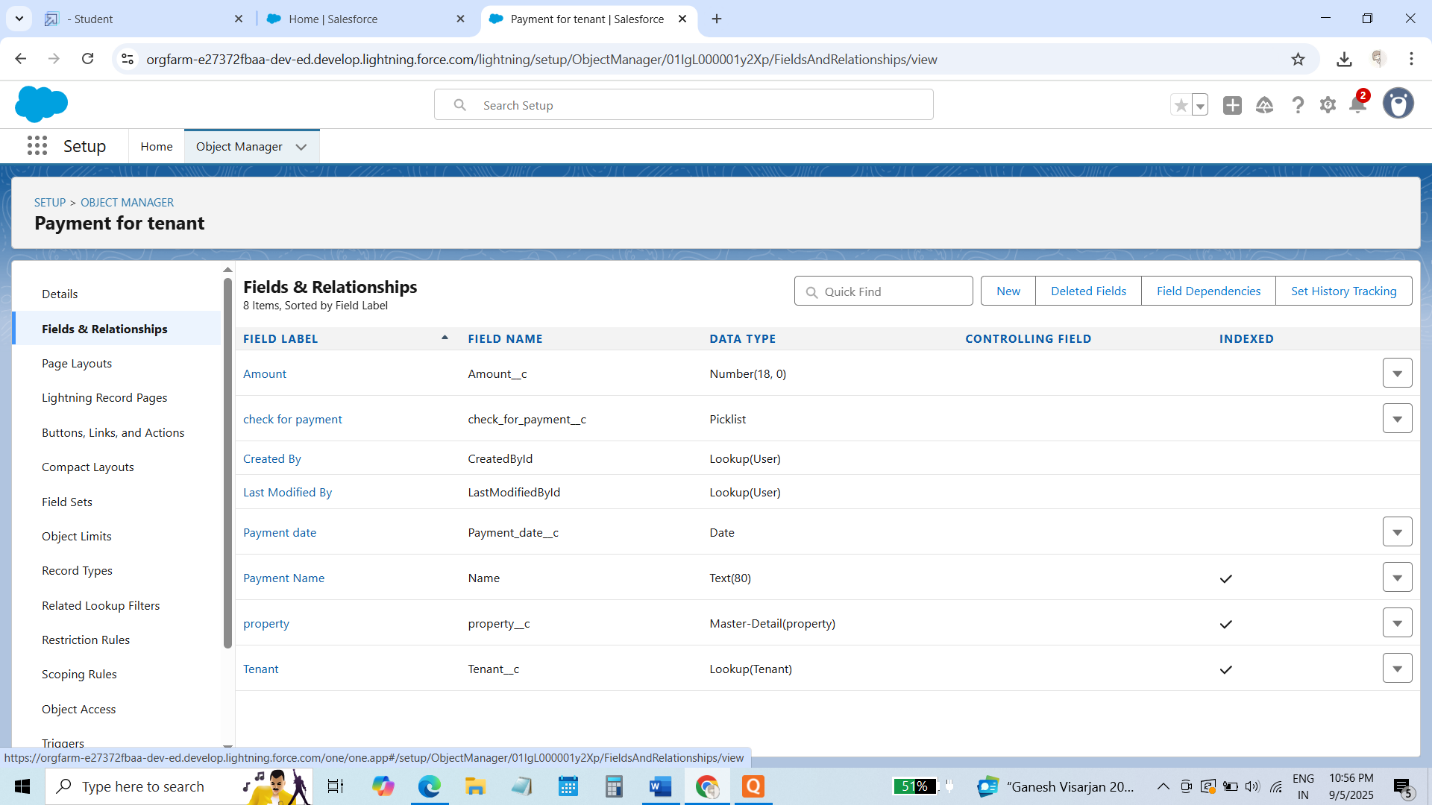 - Student
Home | Salesforce
Payment for tenant | Salesforce
orgfarm-e27372fbaa-dev-ed.develop.lightning.force.com/lightning/setup/ObjectManager/01IgL000001y2Xp/FieldsAndRelationships/view
Search Setup
2
Setup
Home
Object Manager
SETUP > OBJECT MANAGER
Payment for tenant
Details
Fields & Relationships
Page Layouts
Lightning Record Pages
Buttons, Links, and Actions
Compact Layouts
Field Sets
Object Limits
Record Types
Related Lookup Filters
Restriction Rules
Scoping Rules
Object Access
Triggers
Fields & Relationships
8 Items, Sorted by Field Label
Quick Find
New
Deleted Fields
Field Dependencies
Set History Tracking
FIELD LABEL FIELD NAME DATA TYPE CONTROLLING FIELD INDEXED
Amount Amount__c Number(18, 0)
check for payment check_for_payment__c Picklist
Created By CreatedById Lookup(User)
Last Modified By LastModifiedById Lookup(User)
Payment date Payment_date__c Date
Payment Name Name Text(80)
property property__c Master-Detail(property)
Tenant Tenant__c Lookup(Tenant)
https://orgfarm-e27372fbaa-dev-ed.develop.lightning.force.com/one/one.app#/setup/ObjectManager/01IgL000001y2Xp/FieldsAndRelationships/view
Type here to search
51%
"Ganesh Visarjan 20...
ENG
IN
10:56 PM
9/5/2025
5